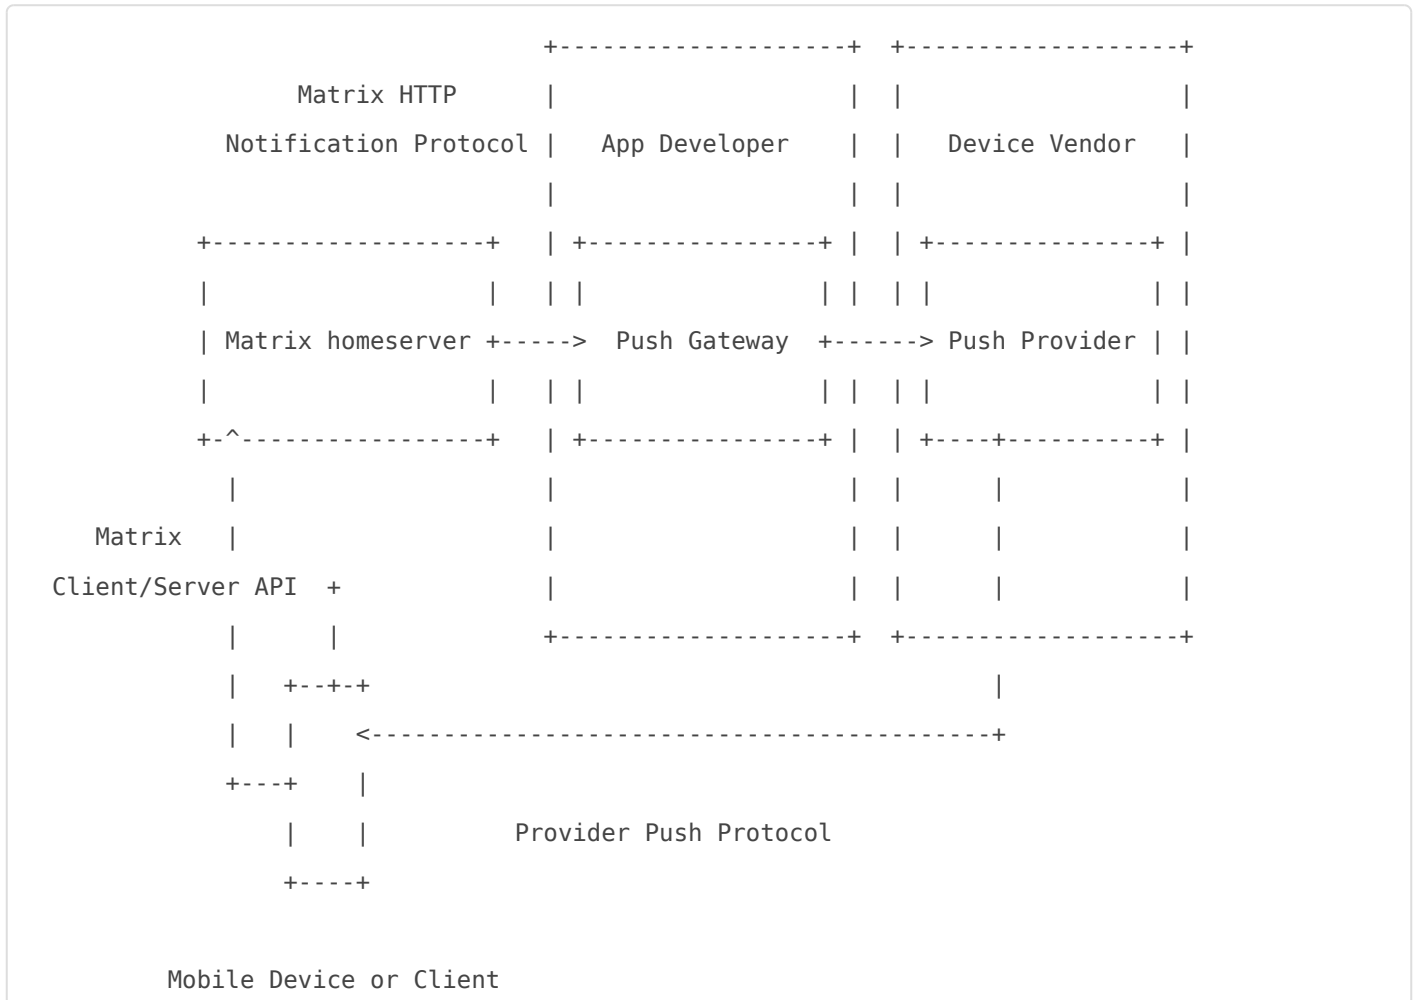 Matrix HTTP
Notification Protocol App Developer Device Vendor
Matrix homeserver Push Gateway Push Provider
Matrix
Client/Server API
Provider Push Protocol
Mobile Device or Client